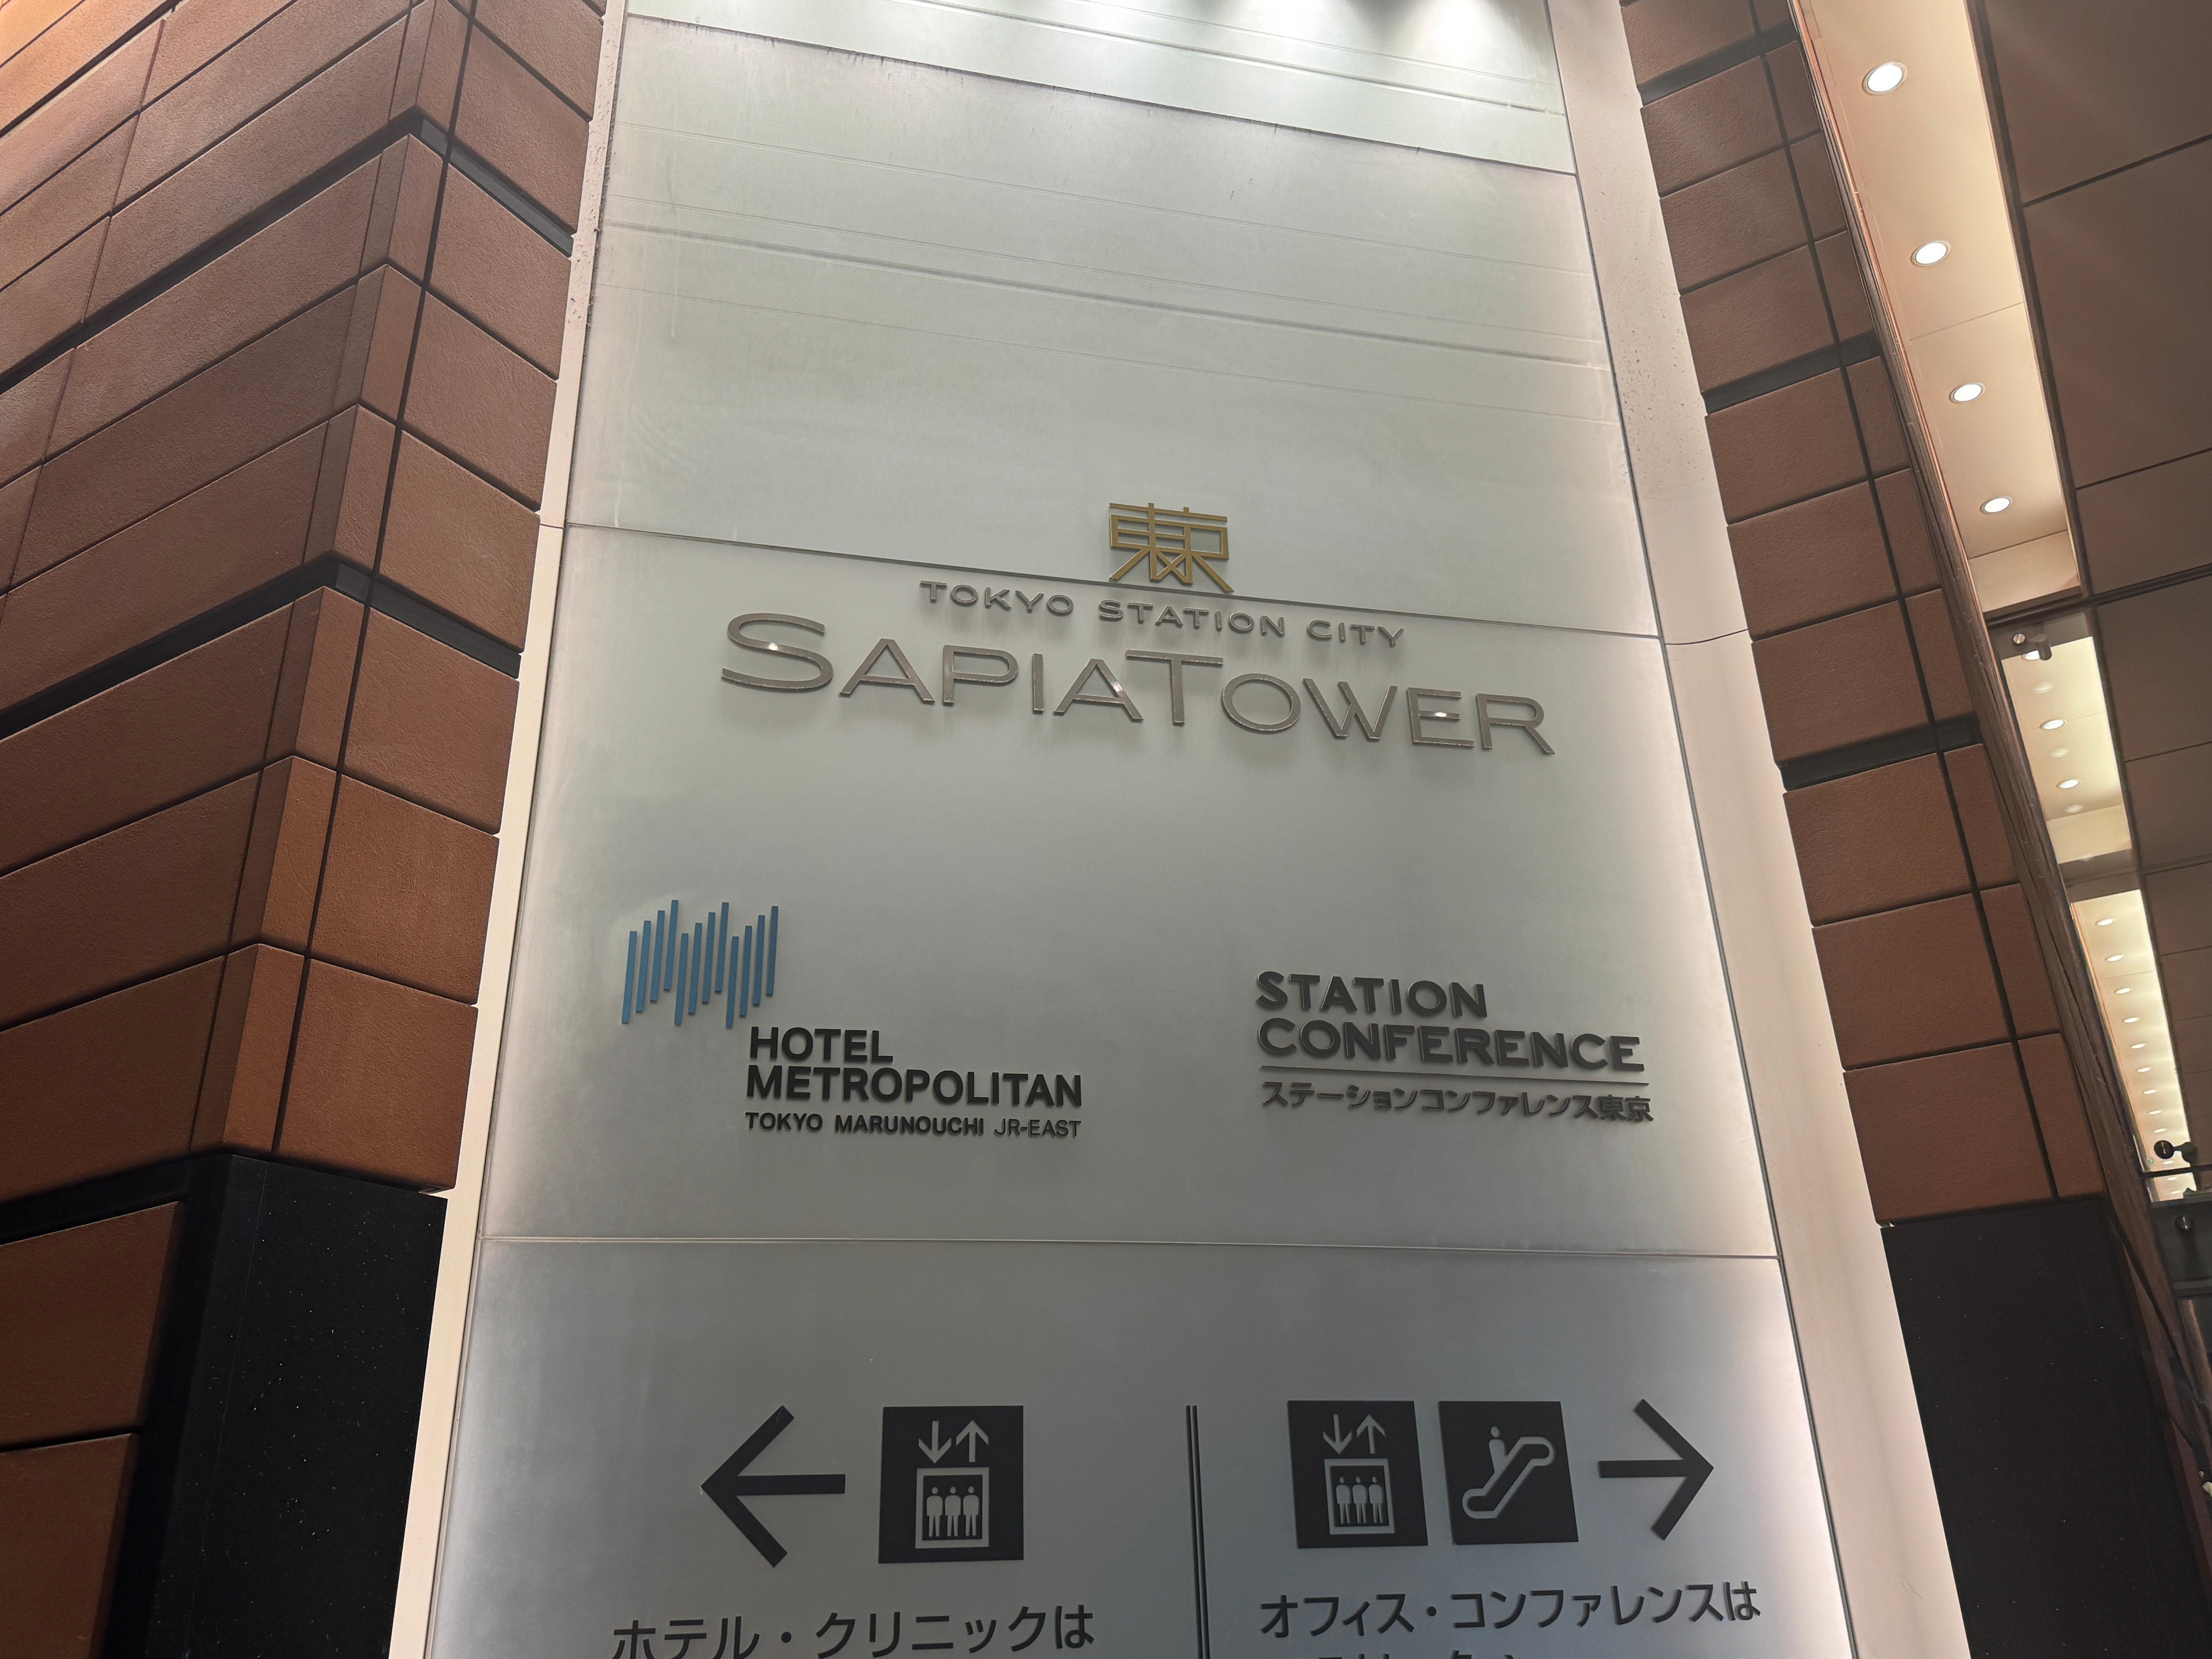 TOKYO STATION CITY
SAPIATOWER
HOTEL
METROPOLITAN
TOKYO MARUNOUCHI JR-EAST
STATION
CONFERENCE
ステーションコンファレンス東京
ホテル・クリニックは
オフィス・コンファレンスは